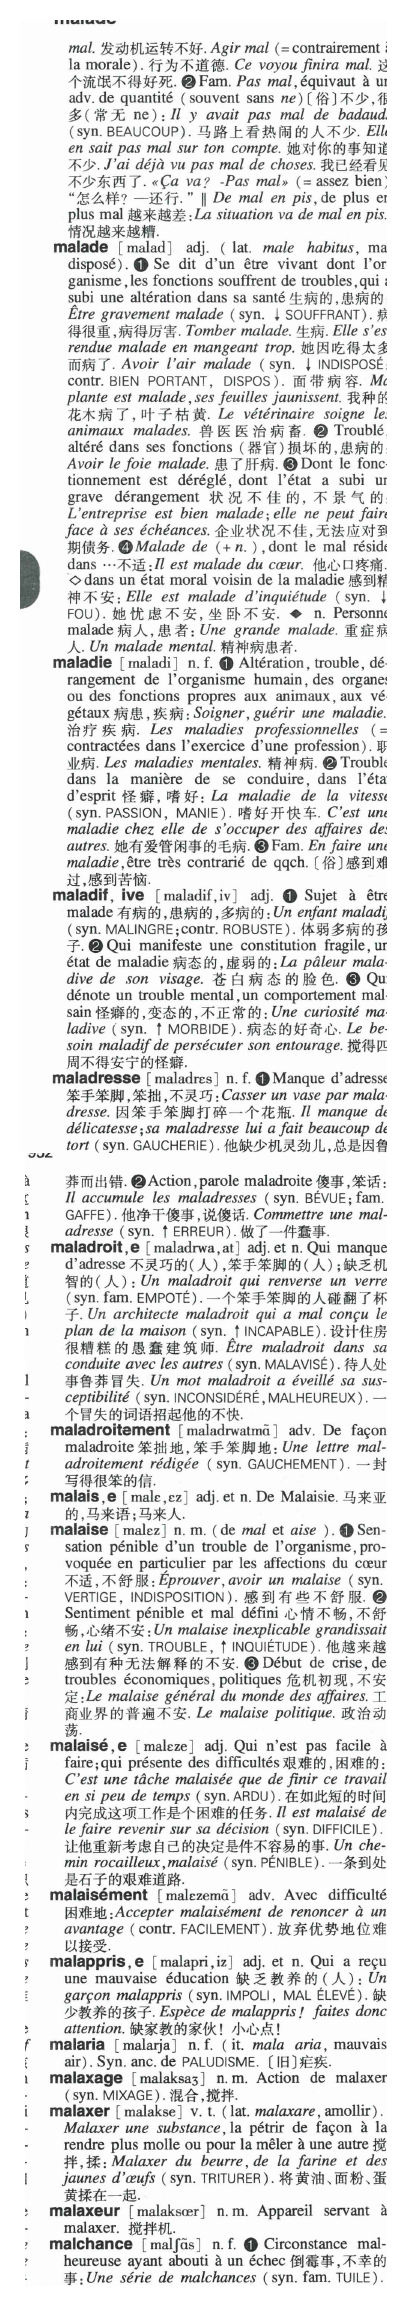 malade
mal. 发动机运转不好. Agir mal (=contrairement
la morale). 行为不道德. Ce voyou finira mal. 这
个流氓不得好死. ❷ Fam. Pas mal, équivaut à un
adv. de quantité (souvent sans ne) 〔俗〕不少,很
多(常无 ne): Il y avait pas mal de badauds
(syn. BEAUCOUP). 马路上看热闹的人不少. Elle
en sait pas mal sur ton compte. 她对你的事知道
不少. J'ai déjà vu pas mal de choses. 我已经看见
不少东西了. «Ça va? -Pas mal» (= assez bien)
“怎么样? —还行.” ‖ De mal en pis, de plus en
plus mal 越来越差: La situation va de mal en pis.
情况越来越糟.
malade [malad] adj. ( lat. male habitus, mal
disposé). ❶ Se dit d'un être vivant dont l'or-
ganisme, les fonctions souffrent de troubles, qui a
subi une altération dans sa santé 生病的,患病的:
Être gravement malade (syn. ↓ SOUFFRANT). 病
得很重,病得厉害. Tomber malade. 生病. Elle s'est
rendue malade en mangeant trop. 她因吃得太多
而病了. Avoir l'air malade (syn. ↓ INDISPOSÉ;
contr. BIEN PORTANT, DISPOS). 面带病容. Ma
plante est malade, ses feuilles jaunissent. 我种的
花木病了,叶子枯黄. Le vétérinaire soigne les
animaux malades. 兽医医治病畜. ❷ Troublé,
altéré dans ses fonctions (器官)损坏的,患病的:
Avoir le foie malade. 患了肝病. ❸ Dont le fonc-
tionnement est déréglé, dont l'état a subi un
grave dérangement 状况不佳的,不景气的:
L'entreprise est bien malade; elle ne peut faire
face à ses échéances. 企业状况不佳,无法应对到
期债务. ❹ Malade de (+ n.), dont le mal réside
dans …不适: Il est malade du cœur. 他心口疼痛.
◇ dans un état moral voisin de la maladie 感到精
神不安: Elle est malade d'inquiétude (syn. ↓
FOU). 她忧虑不安,坐卧不安. ◆ n. Personne
malade 病人,患者: Une grande malade. 重症病
人. Un malade mental. 精神病患者.
maladie [maladi] n. f. ❶ Altération, trouble, dé-
rangement de l'organisme humain, des organes
ou des fonctions propres aux animaux, aux vé-
gétaux 病患,疾病: Soigner, guérir une maladie.
治疗疾病. Les maladies professionnelles (=
contractées dans l'exercice d'une profession). 职
业病. Les maladies mentales. 精神病. ❷ Trouble
dans la manière de se conduire, dans l'état
d'esprit 怪癖,嗜好: La maladie de la vitesse
(syn. PASSION, MANIE). 嗜好开快车. C'est une
maladie chez elle de s'occuper des affaires des
autres. 她有爱管闲事的毛病. ❸ Fam. En faire une
maladie, être très contrarié de qqch. 〔俗〕感到难
过,感到苦恼.
maladif, ive [maladif, iv] adj. ❶ Sujet à être
malade 有病的,患病的,多病的: Un enfant maladif
(syn. MALINGRE; contr. ROBUSTE). 体弱多病的孩
子. ❷ Qui manifeste une constitution fragile, un
état de maladie 病态的,虚弱的: La pâleur mala-
dive de son visage. 苍白病态的脸色. ❸ Qui
dénote un trouble mental, un comportement mal-
sain 怪癖的,变态的,不正常的: Une curiosité ma-
ladive (syn. ↑ MORBIDE). 病态的好奇心. Le be-
soin maladif de persécuter son entourage. 搅得四
周不得安宁的怪癖.
maladresse [maladrɛs] n. f. ❶ Manque d'adresse
笨手笨脚,笨拙,不灵巧: Casser un vase par mala-
dresse. 因笨手笨脚打碎一个花瓶. Il manque de
délicatesse; sa maladresse lui a fait beaucoup de
tort (syn. GAUCHERIE). 他缺少机灵劲儿,总是因鲁
952
莽而出错. ❷ Action, parole maladroite 傻事,笨话:
Il accumule les maladresses (syn. BÉVUE; fam.
GAFFE). 他净干傻事,说傻话. Commettre une mal-
adresse (syn. ↑ ERREUR). 做了一件蠢事.
maladroit, e [maladrwa, at] adj. et n. Qui manque
d'adresse 不灵巧的(人),笨手笨脚的(人);缺乏机
智的(人): Un maladroit qui renverse un verre
(syn. fam. EMPOTÉ). 一个笨手笨脚的人碰翻了杯
子. Un architecte maladroit qui a mal conçu le
plan de la maison (syn. ↑ INCAPABLE). 设计住房
很糟糕的愚蠢建筑师. Être maladroit dans sa
conduite avec les autres (syn. MALAVISÉ). 待人处
事鲁莽冒失. Un mot maladroit a éveillé sa sus-
ceptibilité (syn. INCONSIDÉRÉ, MALHEUREUX). 一
个冒失的词语招起他的不快.
maladroitement [maladrwatmɑ̃] adv. De façon
maladroite 笨拙地,笨手笨脚地: Une lettre mal-
adroitement rédigée (syn. GAUCHEMENT). 一封
写得很笨的信.
malais, e [malɛ, ɛz] adj. et n. De Malaisie. 马来亚
的,马来语;马来人.
malaise [malɛz] n. m. (de mal et aise ). ❶ Sen-
sation pénible d'un trouble de l'organisme, pro-
voquée en particulier par les affections du cœur
不适,不舒服: Éprouver, avoir un malaise (syn.
VERTIGE, INDISPOSITION). 感到有些不舒服. ❷
Sentiment pénible et mal défini 心情不畅,不舒
畅,心绪不安: Un malaise inexplicable grandissait
en lui (syn. TROUBLE, ↑ INQUIÉTUDE). 他越来越
感到有种无法解释的不安. ❸ Début de crise, de
troubles économiques, politiques 危机初现,不安
定: Le malaise général du monde des affaires. 工
商业界的普遍不安. Le malaise politique. 政治动
荡.
malaisé, e [maleze] adj. Qui n'est pas facile à
faire; qui présente des difficultés 艰难的,困难的:
C'est une tâche malaisée que de finir ce travail
en si peu de temps (syn. ARDU). 在如此短的时间
内完成这项工作是个困难的任务. Il est malaisé de
le faire revenir sur sa décision (syn. DIFFICILE).
让他重新考虑自己的决定是件不容易的事. Un che-
min rocailleux, malaisé (syn. PÉNIBLE). 一条到处
是石子的艰难道路.
malaisément [malezemɑ̃] adv. Avec difficulté
困难地: Accepter malaisément de renoncer à un
avantage (contr. FACILEMENT). 放弃优势地位难
以接受.
malappris, e [malapri, iz] adj. et n. Qui a reçu
une mauvaise éducation 缺乏教养的(人): Un
garçon malappris (syn. IMPOLI, MAL ÉLEVÉ). 缺
少教养的孩子. Espèce de malappris! faites donc
attention. 缺家教的家伙! 小心点!
malaria [malarja] n. f. ( it. mala aria, mauvais
air). Syn. anc. de PALUDISME. 〔旧〕疟疾.
malaxage [malaksaʒ] n. m. Action de malaxer
(syn. MIXAGE). 混合,搅拌.
malaxer [malakse] v. t. (lat. malaxare, amollir).
Malaxer une substance, la pétrir de façon à la
rendre plus molle ou pour la mêler à une autre 搅
拌,揉: Malaxer du beurre, de la farine et des
jaunes d'œufs (syn. TRITURER). 将黄油、面粉、蛋
黄揉在一起.
malaxeur [malaksœr] n. m. Appareil servant à
malaxer. 搅拌机.
malchance [malʃɑ̃s] n. f. ❶ Circonstance mal-
heureuse ayant abouti à un échec 倒霉事,不幸的
事: Une série de malchances (syn. fam. TUILE).